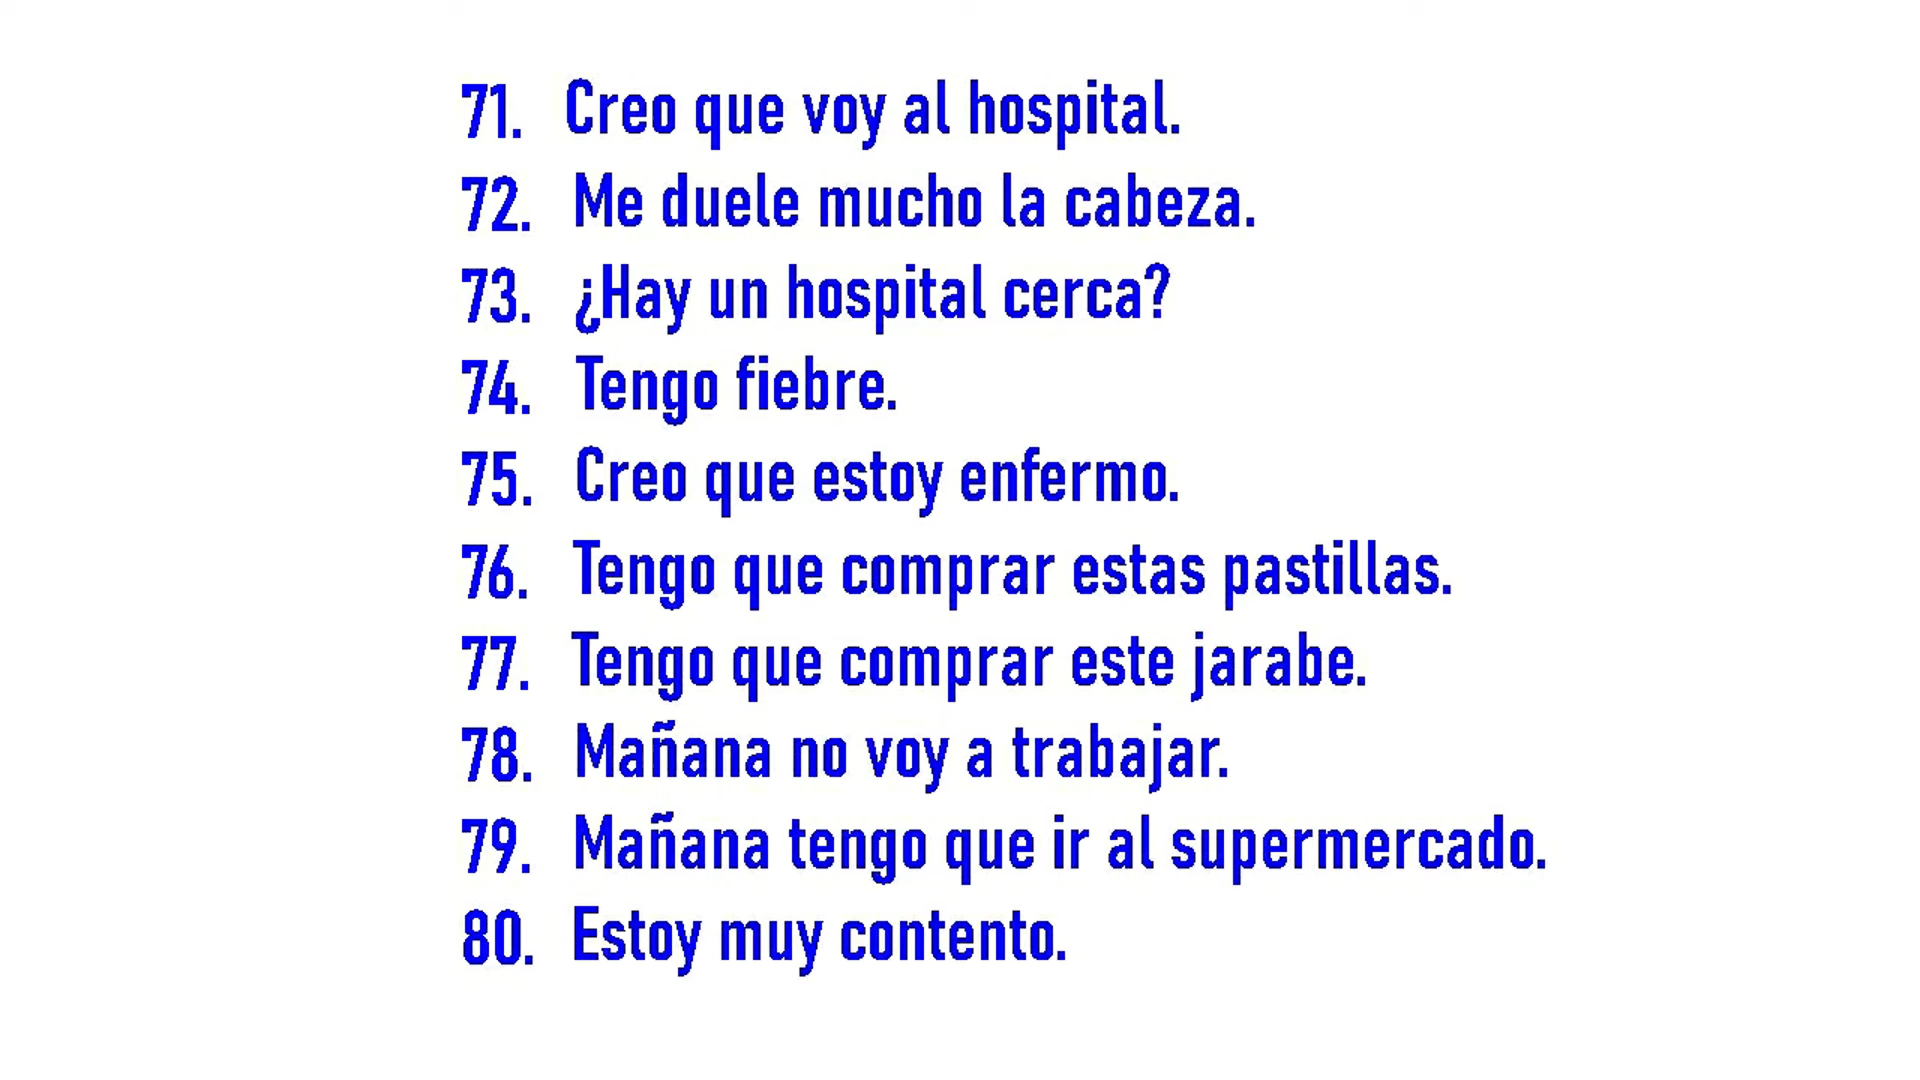 71. Creo que voy al hospital.
72. Me duele mucho la cabeza.
73. ¿Hay un hospital cerca?
74. Tengo fiebre.
75. Creo que estoy enfermo.
76. Tengo que comprar estas pastillas.
77. Tengo que comprar este jarabe.
78. Mañana no voy a trabajar.
79. Mañana tengo que ir al supermercado.
80. Estoy muy contento.